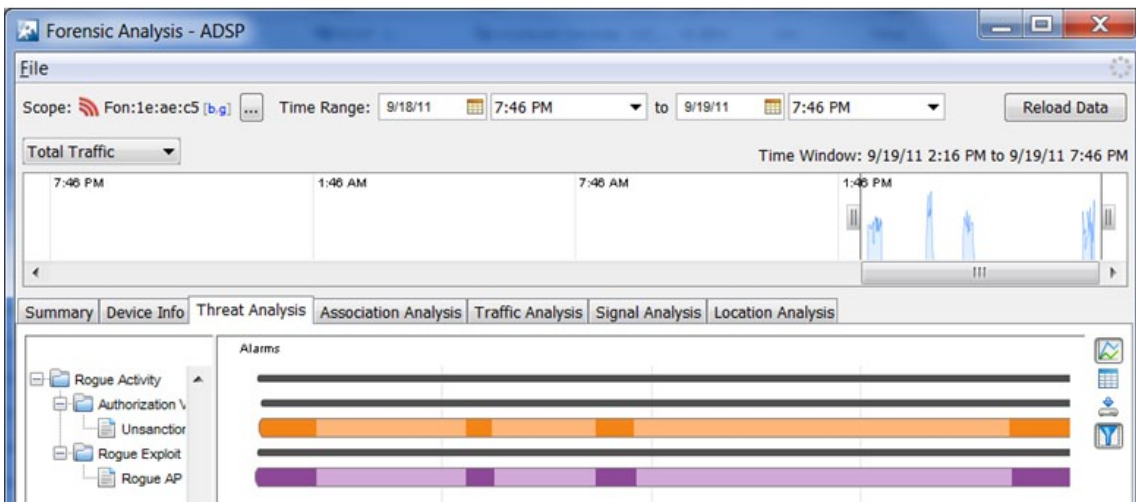 Forensic Analysis - ADSP
File
Scope: Fon:1e:ae:c5 [b,g] ... Time Range: 9/18/11 7:46 PM to 9/19/11 7:46 PM Reload Data
Total Traffic Time Window: 9/19/11 2:16 PM to 9/19/11 7:46 PM
7:46 PM 1:46 AM 7:46 AM 1:46 PM
Summary Device Info Threat Analysis Association Analysis Traffic Analysis Signal Analysis Location Analysis
Alarms
Rogue Activity
Authorization V
Unsanction
Rogue Exploit
Rogue AP